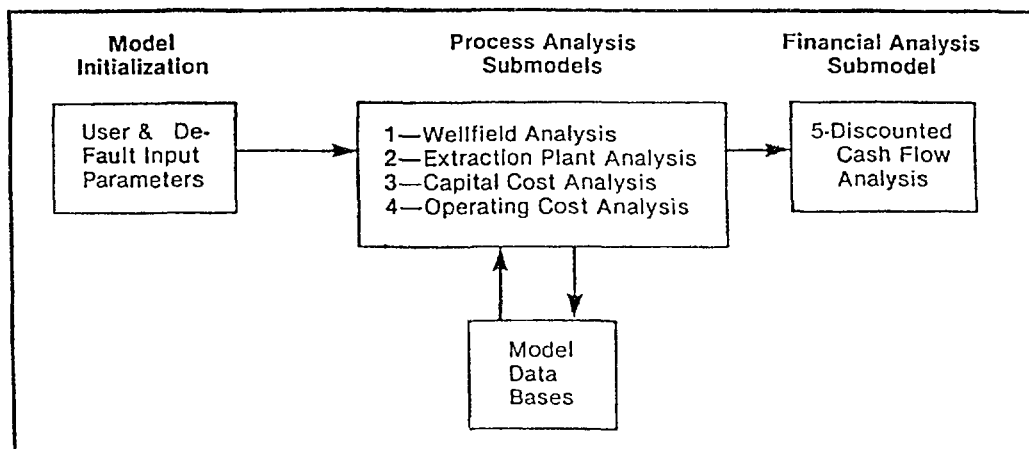 Model
Initialization
Process Analysis
Submodels
Financial Analysis
Submodel
User & De-
Fault Input
Parameters
1—Wellfield Analysis
2—Extraction Plant Analysis
3—Capital Cost Analysis
4—Operating Cost Analysis
5-Discounted
Cash Flow
Analysis
Model
Data
Bases